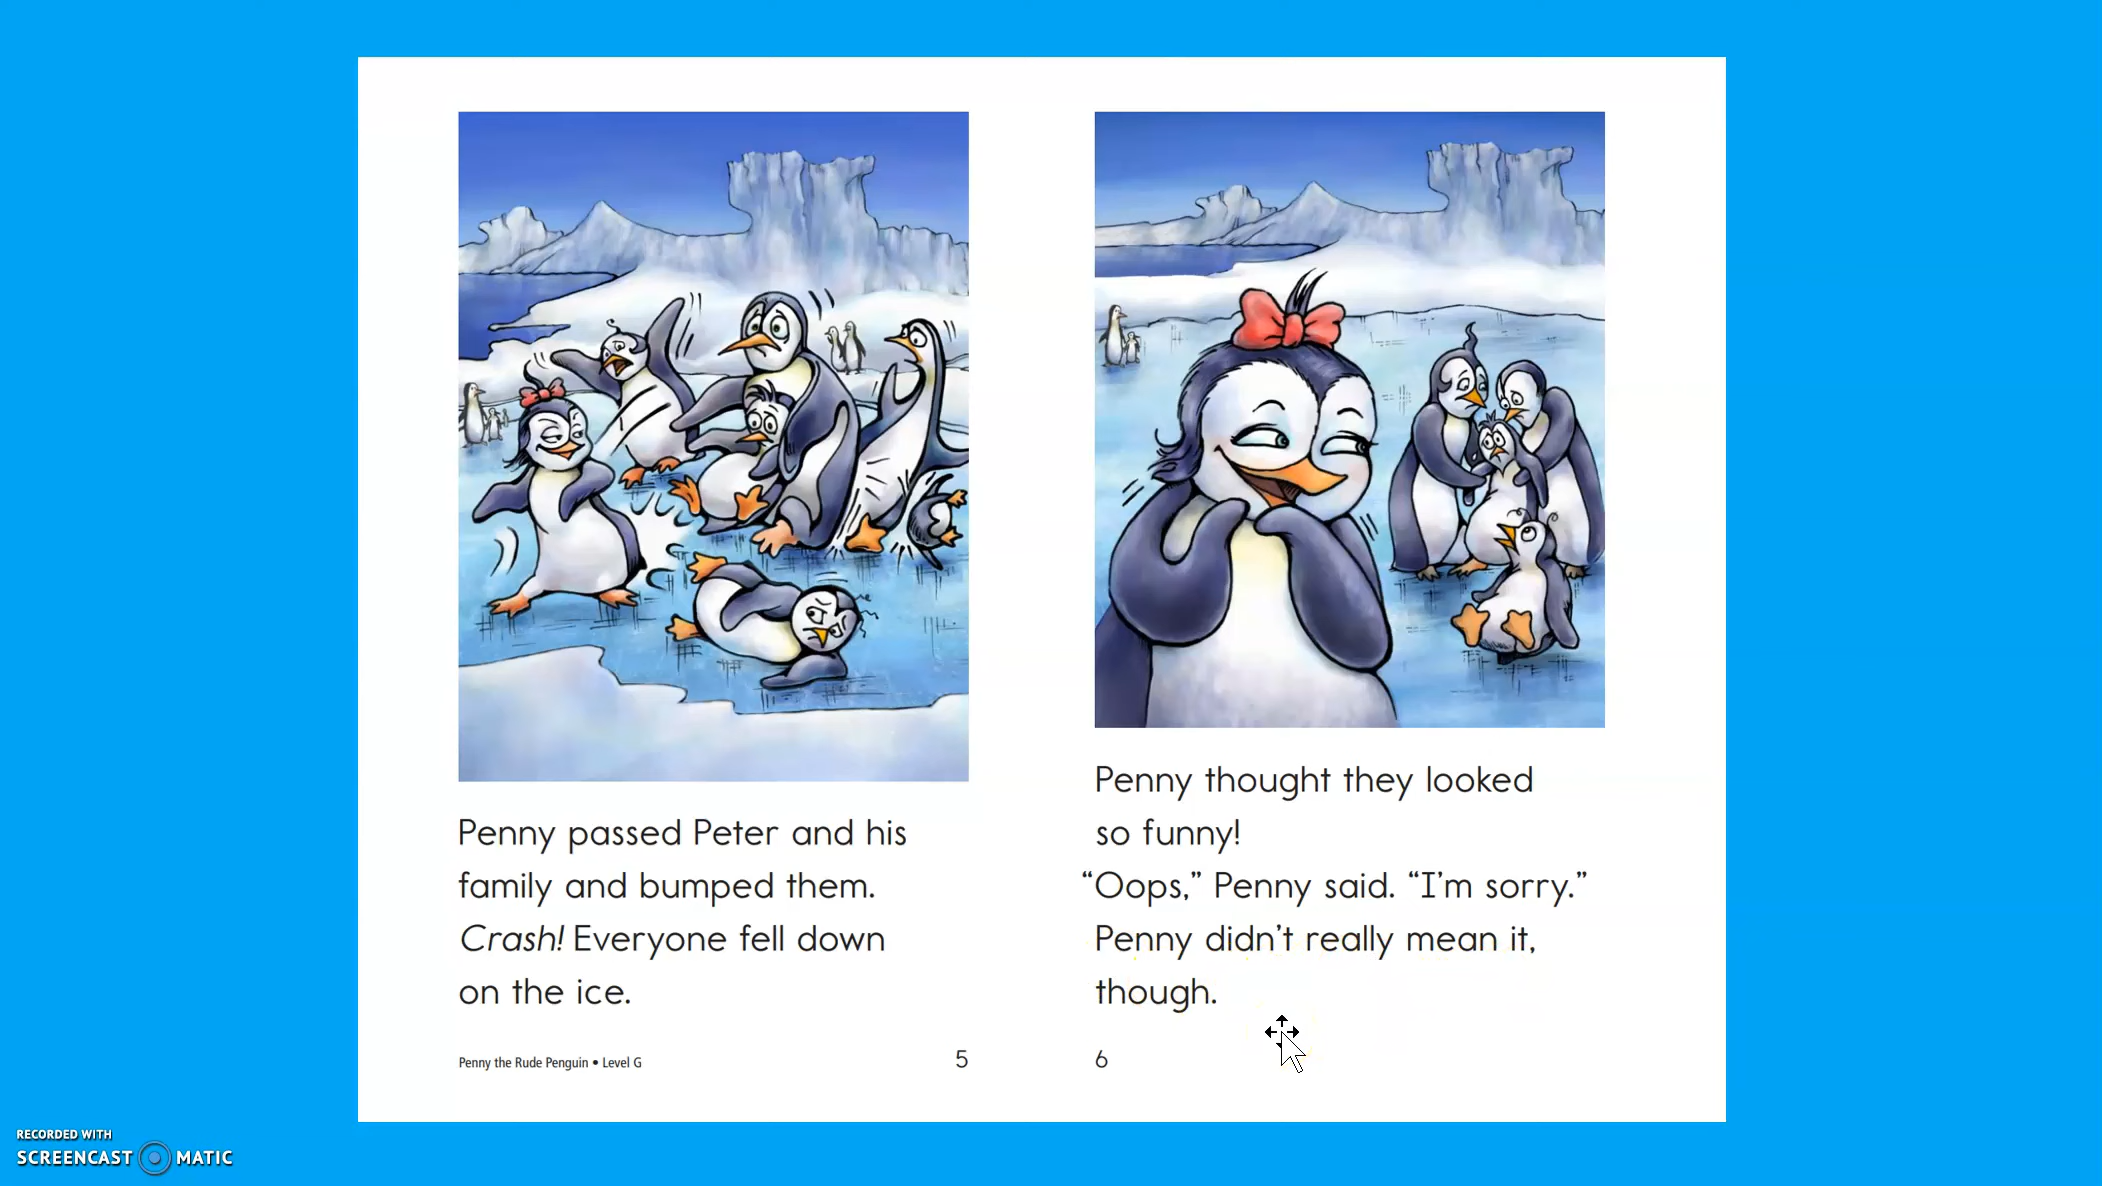 Penny passed Peter and his
family and bumped them.
Crash! Everyone fell down
on the ice.
Penny the Rude Penguin • Level G
5
Penny thought they looked
so funny!
“Oops,” Penny said. “I’m sorry.”
Penny didn’t really mean it,
though.
6
RECORDED WITH
SCREENCAST MATIC